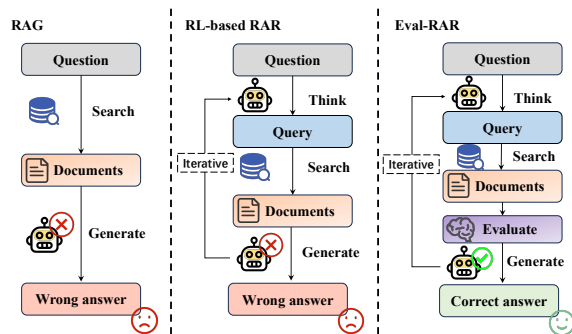 RAG
Question
Search
Documents
Generate
Wrong answer
RL-based RAR
Question
Think
Query
Iterative
Search
Documents
Generate
Wrong answer
Eval-RAR
Question
Think
Query
Iterative
Search
Documents
Evaluate
Generate
Correct answer